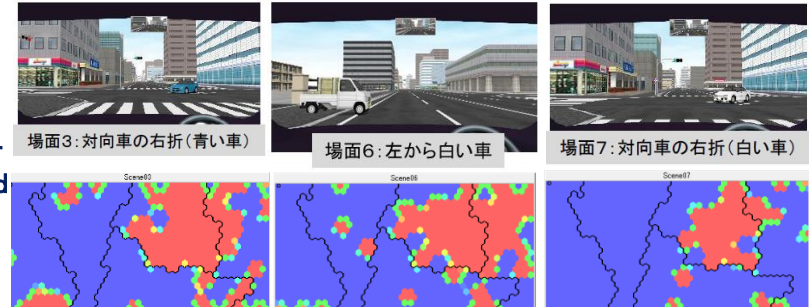 場面3:対向車の右折(青い車)
場面6:左から白い車
場面7:対向車の右折(白い車)
d
Scene03
Scene06
Scene07